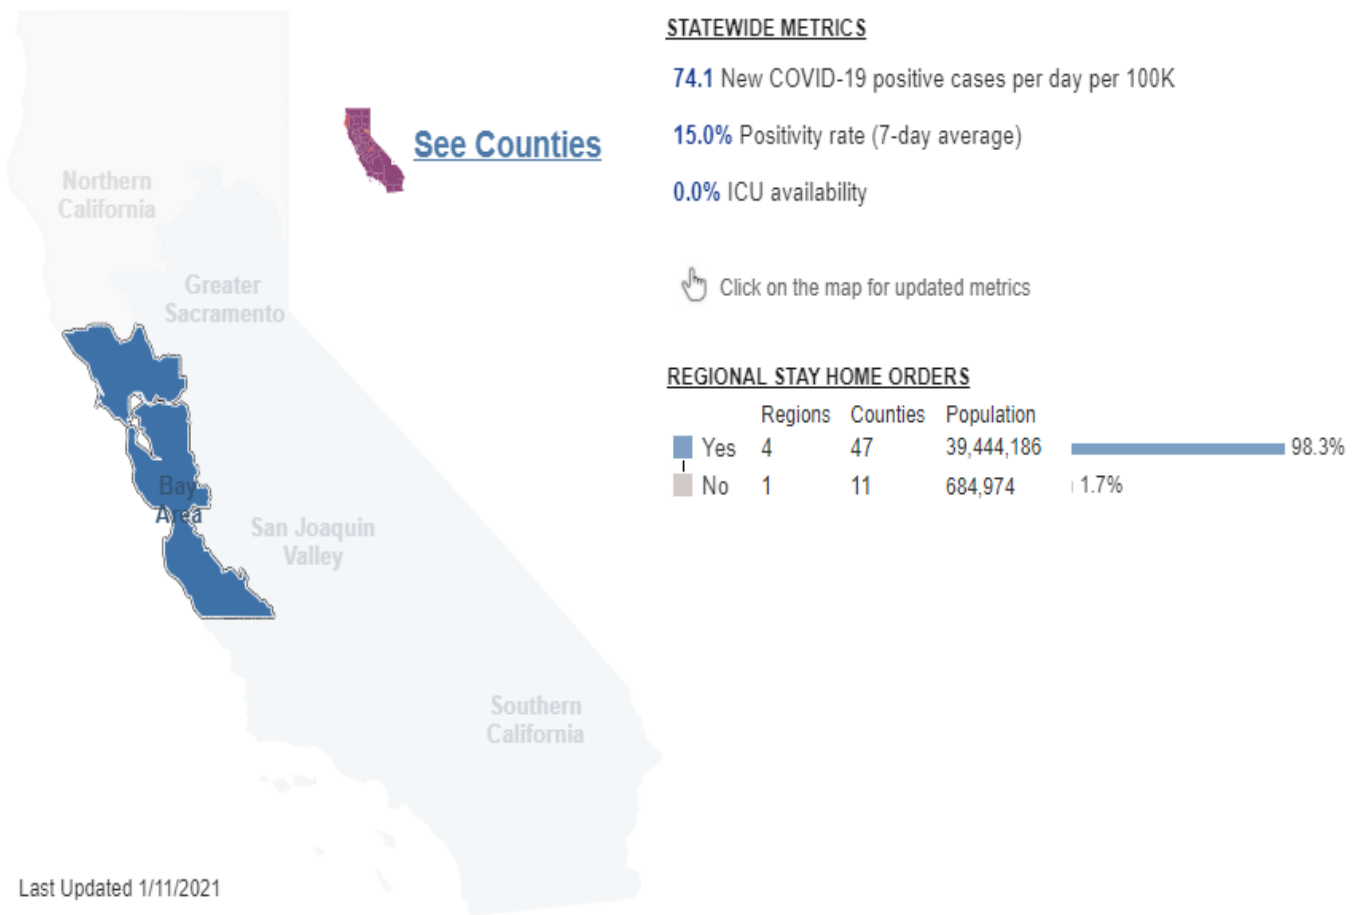 STATEWIDE METRICS
74.1 New COVID-19 positive cases per day per 100K
See Counties
15.0% Positivity rate (7-day average)
0.0% ICU availability
Northern
California
Greater
Sacramento
Click on the map for updated metrics
REGIONAL STAY HOME ORDERS
Regions Counties Population
Yes 4 47 39,444,186 98.3%
No 1 11 684,974 1.7%
Bay
Area
San Joaquin
Valley
Southern
California
Last Updated 1/11/2021